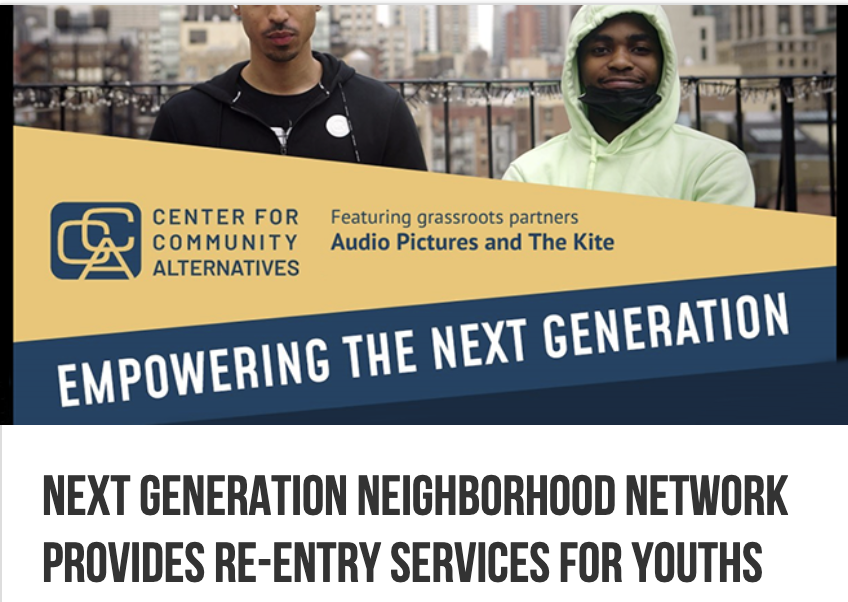 CCA
CENTER FOR
COMMUNITY
ALTERNATIVES
Featuring grassroots partners
Audio Pictures and The Kite
EMPOWERING THE NEXT GENERATION
NEXT GENERATION NEIGHBORHOOD NETWORK
PROVIDES RE-ENTRY SERVICES FOR YOUTHS